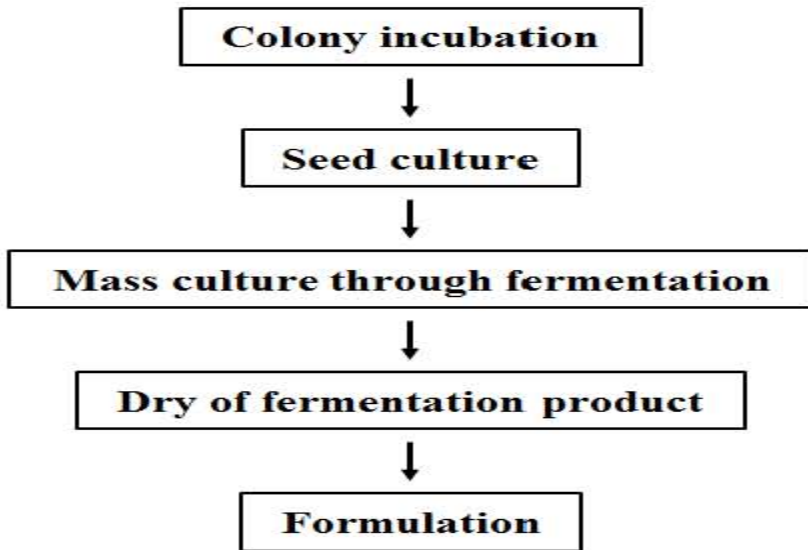 Colony incubation
Seed culture
Mass culture through fermentation
Dry of fermentation product
Formulation